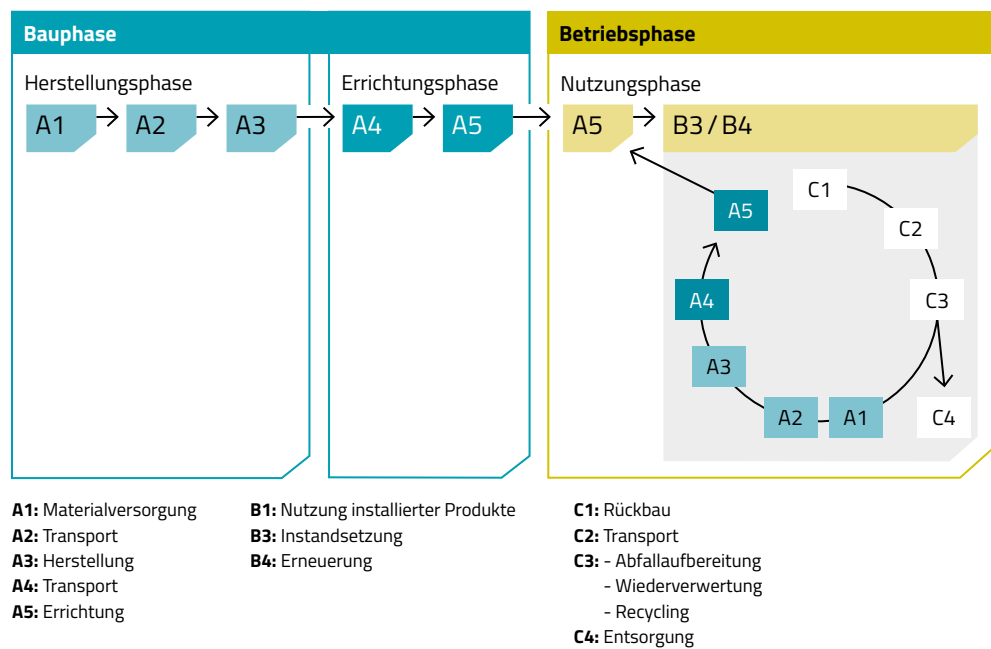 Bauphase
Betriebsphase
Herstellungsphase
Errichtungsphase
Nutzungsphase
A1
A2
A3
A4
A5
A5
B3 / B4
C1
A5
C2
A4
C3
A3
A2
A1
C4
A1: Materialversorgung
A2: Transport
A3: Herstellung
A4: Transport
A5: Errichtung
B1: Nutzung installierter Produkte
B3: Instandsetzung
B4: Erneuerung
C1: Rückbau
C2: Transport
C3: - Abfallaufbereitung
- Wiederverwertung
- Recycling
C4: Entsorgung